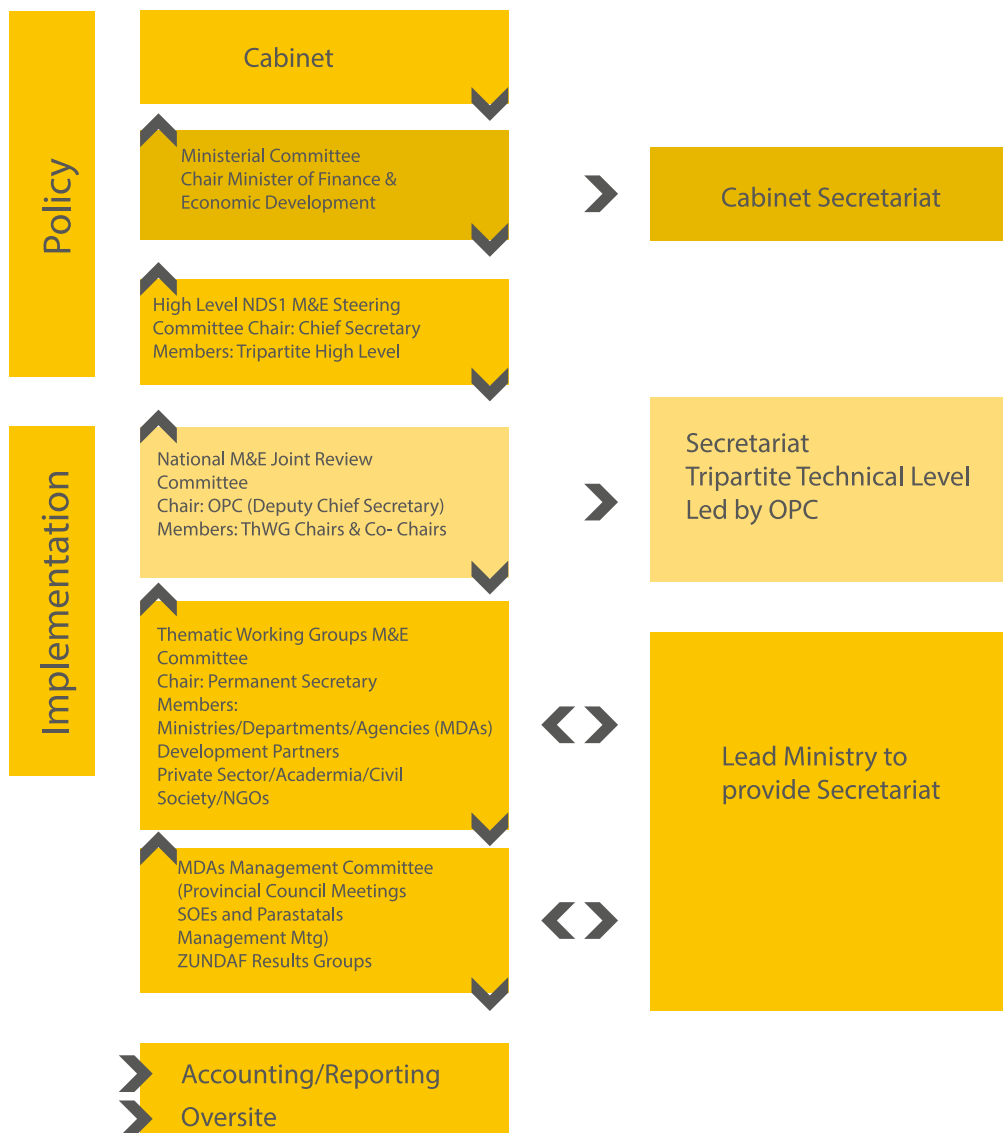 Policy
Cabinet
Ministerial Committee
Chair Minister of Finance &
Economic Development
Cabinet Secretariat
High Level NDS1 M&E Steering
Committee Chair: Chief Secretary
Members: Tripartite High Level
Implementation
National M&E Joint Review
Committee
Chair: OPC (Deputy Chief Secretary)
Members: ThWG Chairs & Co- Chairs
Secretariat
Tripartite Technical Level
Led by OPC
Thematic Working Groups M&E
Committee
Chair: Permanent Secretary
Members:
Ministries/Departments/Agencies (MDAs)
Development Partners
Private Sector/Acadermia/Civil
Society/NGOs
Lead Ministry to
provide Secretariat
MDAs Management Committee
(Provincial Council Meetings
SOEs and Parastatals
Management Mtg)
ZUNDAF Results Groups
Accounting/Reporting
Oversite